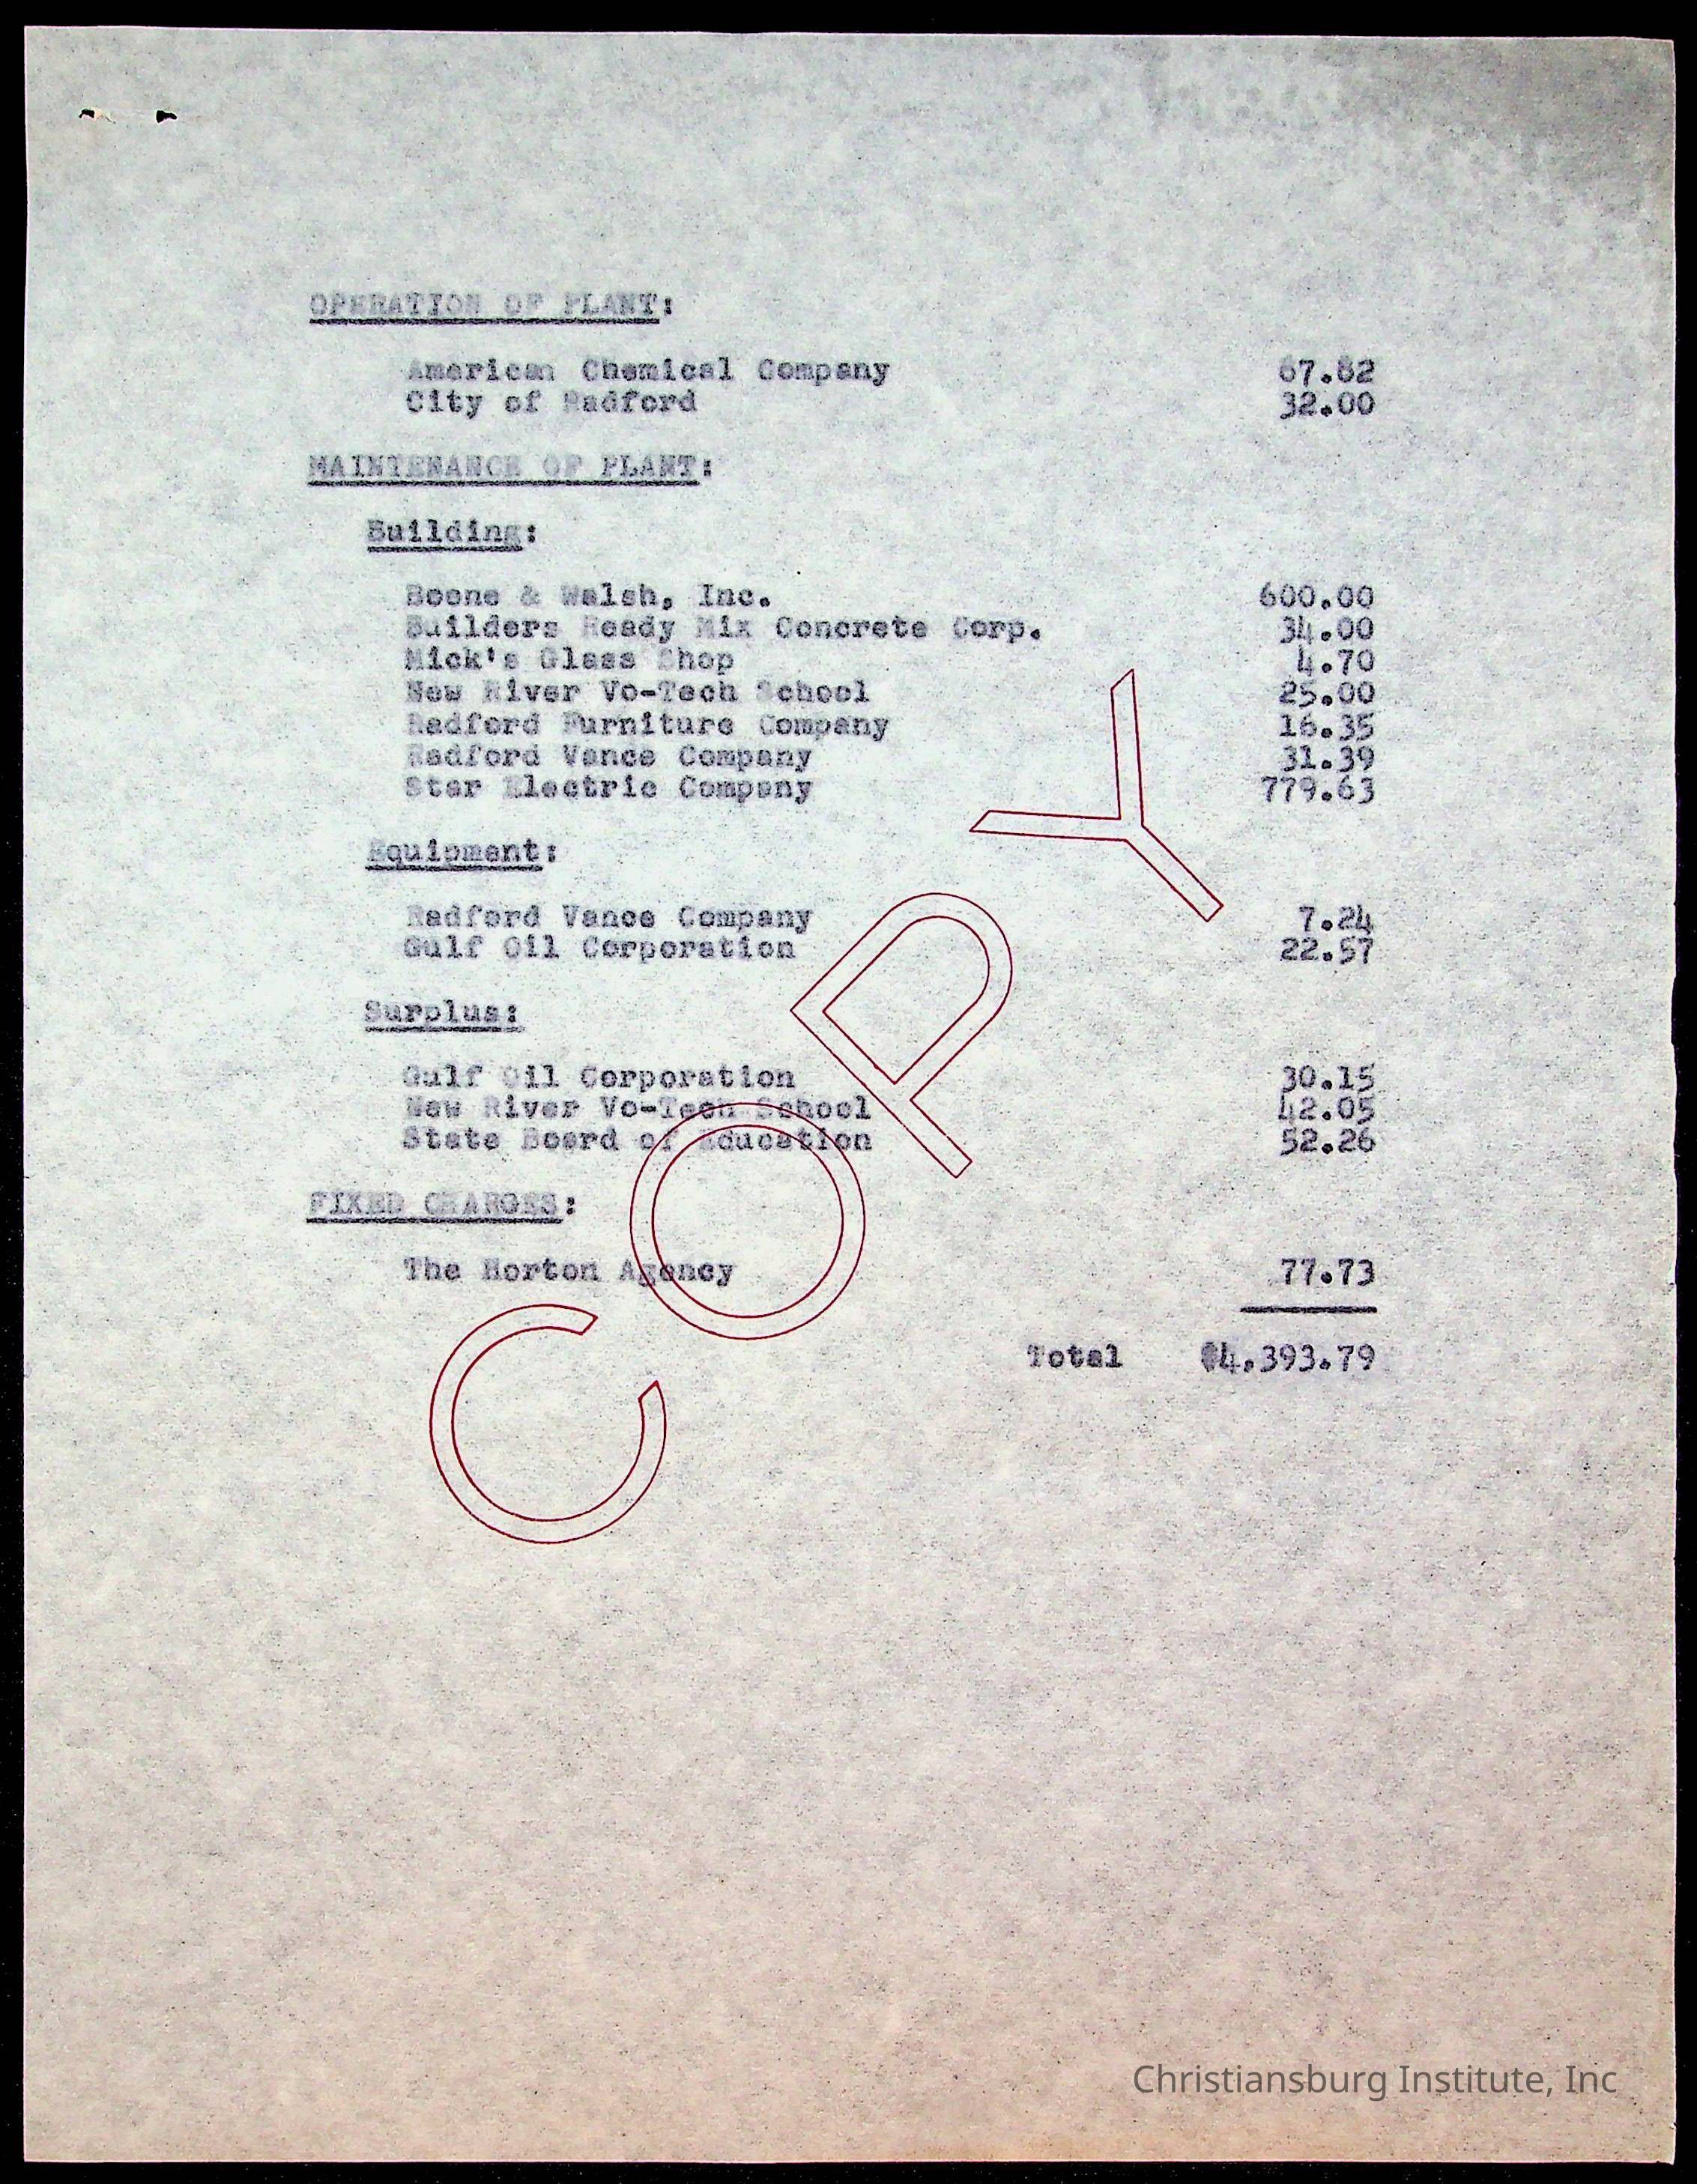 OPERATION OF PLANT:
American Chemical Company 67.82
City of Radford 32.00
MAINTENANCE OF PLANT:
Building:
Boone & Walsh, Inc. 600.00
Builders Ready Mix Concrete Corp. 34.00
Mick's Glass Shop 4.70
New River Vo-Tech School 25.00
Radford Furniture Company 16.35
Radford Vance Company 31.39
Star Electric Company 779.63
Equipment:
Radford Vance Company 7.24
Gulf Oil Corporation 22.57
Surplus:
Gulf Oil Corporation 30.15
New River Vo-Tech School 42.05
State Board of Education 52.26
FIXED CHARGES:
The Horton Agency 77.73
Total $4,393.79
COPY
Christiansburg Institute, Inc